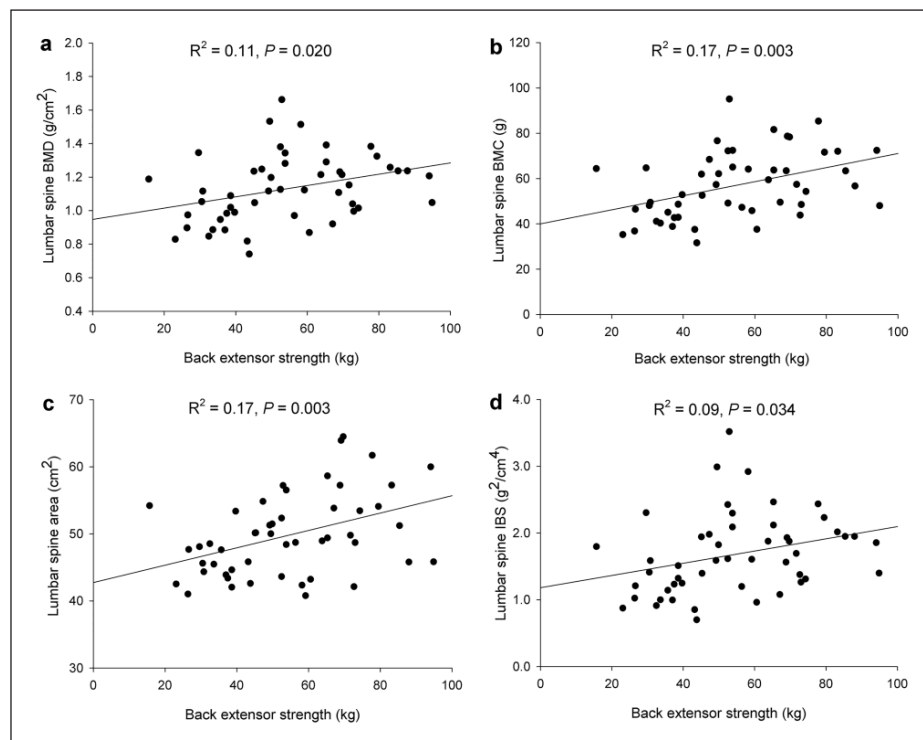 a
R² = 0.11, P = 0.020
Lumbar spine BMD (g/cm²)
2.0
1.8
1.6
1.4
1.2
1.0
0.8
0.6
0.4
0 20 40 60 80 100
Back extensor strength (kg)
b
R² = 0.17, P = 0.003
Lumbar spine BMC (g)
120
100
80
60
40
20
0
0 20 40 60 80 100
Back extensor strength (kg)
c
R² = 0.17, P = 0.003
Lumbar spine area (cm²)
70
60
50
40
30
0 20 40 60 80 100
Back extensor strength (kg)
d
R² = 0.09, P = 0.034
Lumbar spine IBS (g²/cm⁴)
4.0
3.0
2.0
1.0
0.0
0 20 40 60 80 100
Back extensor strength (kg)